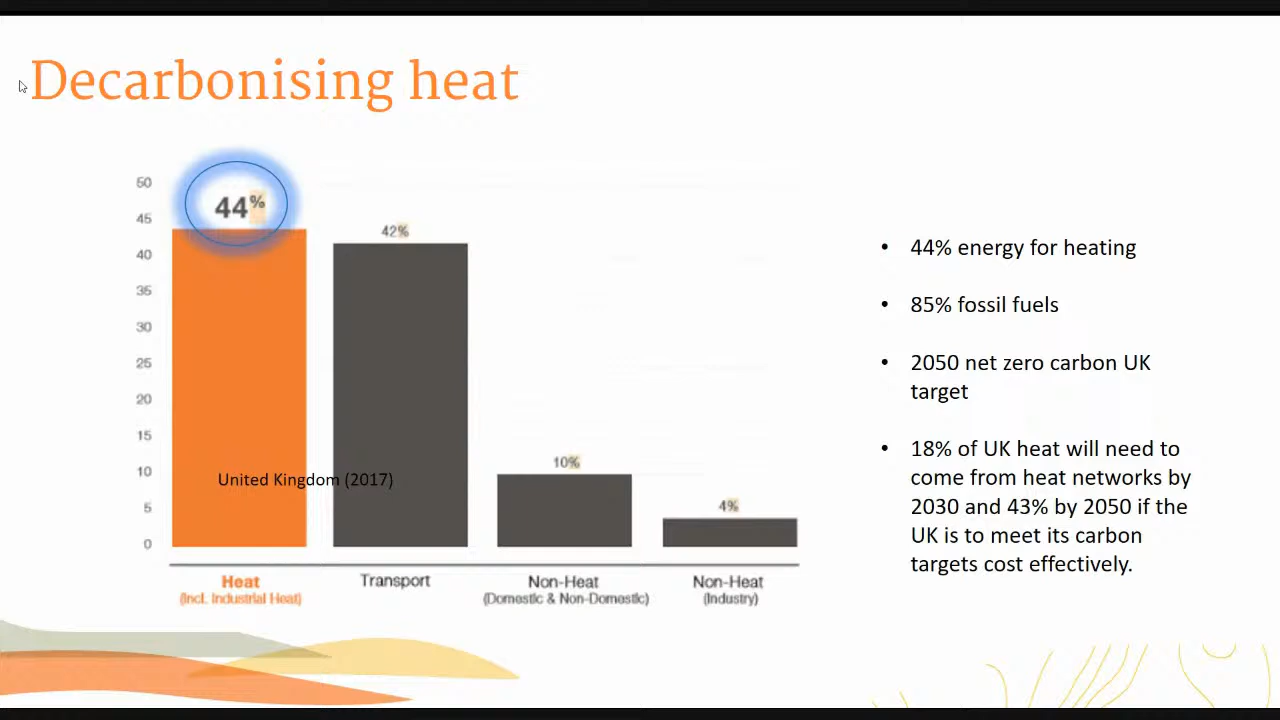 Decarbonising heat
50
45
40
35
30
25
20
15
10
5
0
44%
42%
10%
4%
United Kingdom (2017)
Heat
(Incl. Industrial Heat)
Transport
Non-Heat
(Domestic & Non-Domestic)
Non-Heat
(Industry)
• 44% energy for heating
• 85% fossil fuels
• 2050 net zero carbon UK
target
• 18% of UK heat will need to
come from heat networks by
2030 and 43% by 2050 if the
UK is to meet its carbon
targets cost effectively.